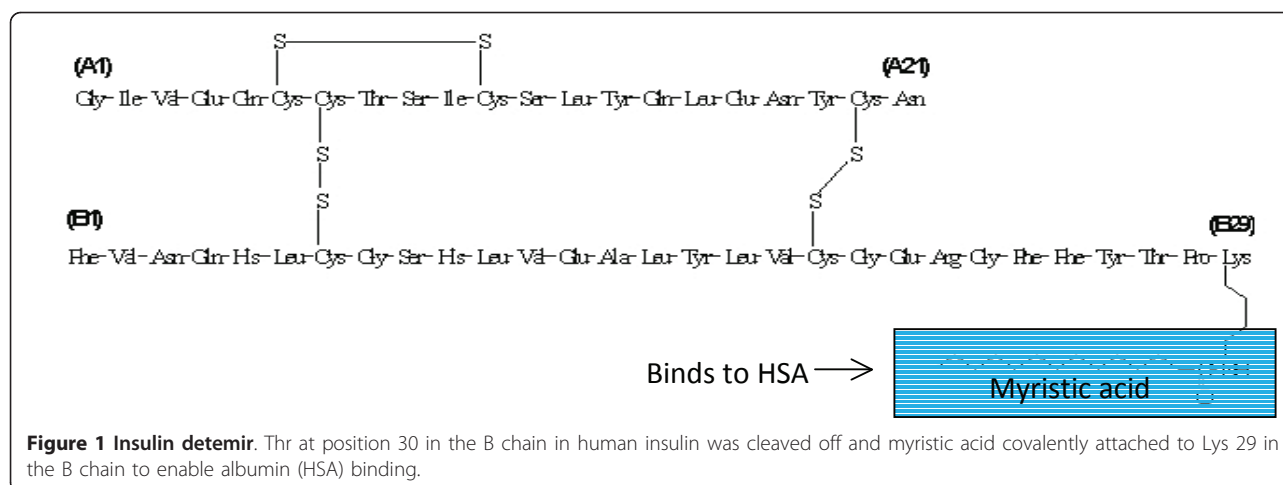 S S
(A1) (A21)
Gly-Ile-Val-Glu-Gln-Cys-Cys-Thr-Ser-Ile-Cys-Ser-Leu-Tyr-Gln-Leu-Glu-Asn-Tyr-Cys-Asn
S S
S S
(B1) (B29)
Phe-Val-Asn-Gln-His-Leu-Cys-Gly-Ser-His-Leu-Val-Glu-Ala-Leu-Tyr-Leu-Val-Cys-Gly-Glu-Arg-Gly-Phe-Phe-Tyr-Thr-Pro-Lys
Binds to HSA
Myristic acid
Figure 1 Insulin detemir. Thr at position 30 in the B chain in human insulin was cleaved off and myristic acid covalently attached to Lys 29 in
the B chain to enable albumin (HSA) binding.